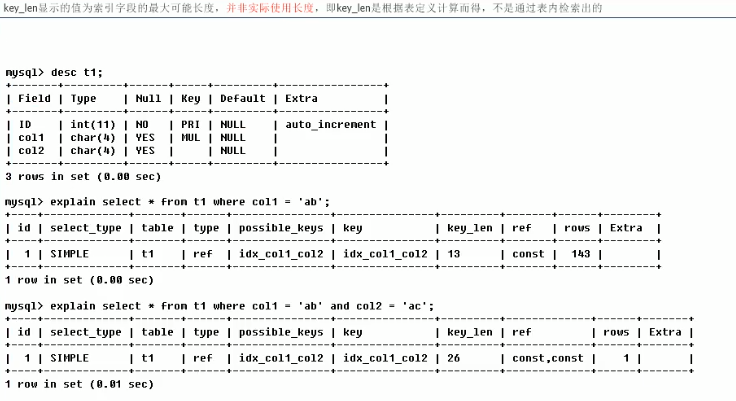 key_len显示的值为索引字段的最大可能长度，并非实际使用长度，即key_len是根据表定义计算而得，不是通过表内检索出的
mysql> desc t1;
+-------+---------+------+-----+---------+----------------+
| Field | Type    | Null | Key | Default | Extra          |
+-------+---------+------+-----+---------+----------------+
| ID    | int(11) | NO   | PRI | NULL    | auto_increment |
| col1  | char(4) | YES  | MUL | NULL    |                |
| col2  | char(4) | YES  |     | NULL    |                |
+-------+---------+------+-----+---------+----------------+
3 rows in set (0.00 sec)
mysql> explain select * from t1 where col1 = 'ab';
+----+-------------+-------+------+---------------+---------------+---------+-------+------+-------+
| id | select_type | table | type | possible_keys | key           | key_len | ref   | rows | Extra |
+----+-------------+-------+------+---------------+---------------+---------+-------+------+-------+
| 1 | SIMPLE      | t1    | ref  | idx_col1_col2 | idx_col1_col2 | 13      | const |  143 |       |
+----+-------------+-------+------+---------------+---------------+---------+-------+------+-------+
1 row in set (0.00 sec)
mysql> explain select * from t1 where col1 = 'ab' and col2 = 'ac';
+----+-------------+-------+------+---------------+---------------+---------+-------------+------+-------+
| id | select_type | table | type | possible_keys | key           | key_len | ref         | rows | Extra |
+----+-------------+-------+------+---------------+---------------+---------+-------------+------+-------+
| 1 | SIMPLE      | t1    | ref  | idx_col1_col2 | idx_col1_col2 | 26      | const,const |    1 |       |
+----+-------------+-------+------+---------------+---------------+---------+-------------+------+-------+
1 row in set (0.01 sec)